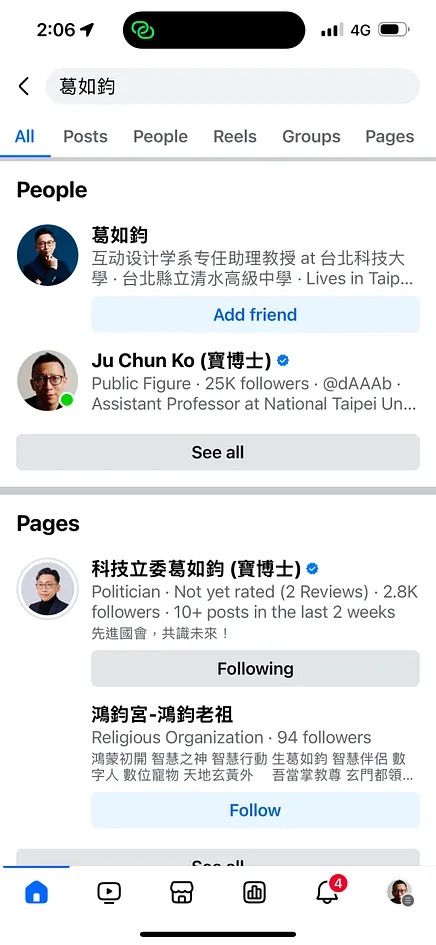 2:06
4G
葛如鈞
All Posts People Reels Groups Pages
People
葛如鈞
互动设计学系专任助理教授 at 台北科技大
學 · 台北縣立清水高級中學 · Lives in Taip...
Add friend
Ju Chun Ko (寶博士)
Public Figure · 25K followers · @dAAAb ·
Assistant Professor at National Taipei Un...
See all
Pages
科技立委葛如鈞 (寶博士)
Politician · Not yet rated (2 Reviews) · 2.8K
followers · 10+ posts in the last 2 weeks
先進國會，共識未來！
Following
鴻鈞宮-鴻鈞老祖
Religious Organization · 94 followers
鴻蒙初開 智慧之神 智慧行動 生葛如鈞 智慧伴侶 數
字人 數位寵物 天地玄黃外 吾當掌教尊 玄門都領...
Follow
See all
4